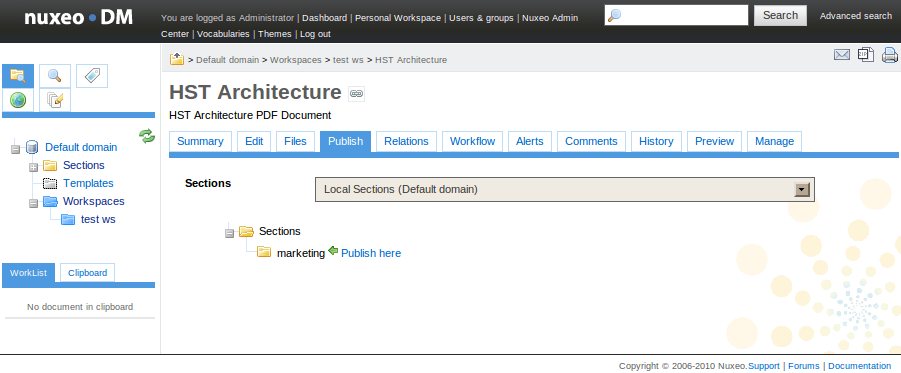 nuxeo DM
You are logged as Administrator | Dashboard | Personal Workspace | Users & groups | Nuxeo Admin
Center | Vocabularies | Themes | Log out
Search
Advanced search
> Default domain > Workspaces > test ws > HST Architecture
HST Architecture
HST Architecture PDF Document
Summary Edit Files Publish Relations Workflow Alerts Comments History Preview Manage
Default domain
Sections
Templates
Workspaces
test ws
WorkList Clipboard
No document in clipboard
Sections
Local Sections (Default domain)
Sections
marketing Publish here
Copyright © 2006-2010 Nuxeo.Support | Forums | Documentation